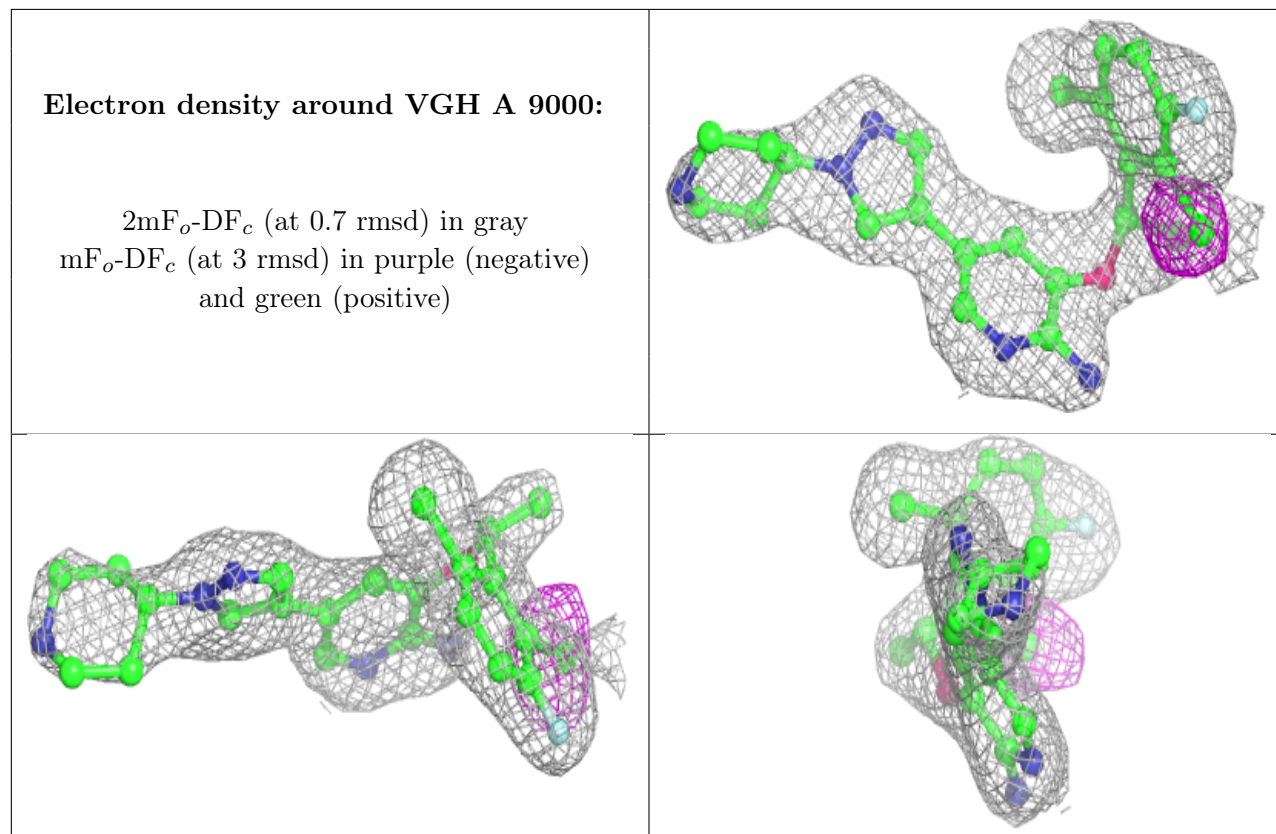 Electron density around VGH A 9000:
2mFo-DFc (at 0.7 rmsd) in gray
mFo-DFc (at 3 rmsd) in purple (negative)
and green (positive)